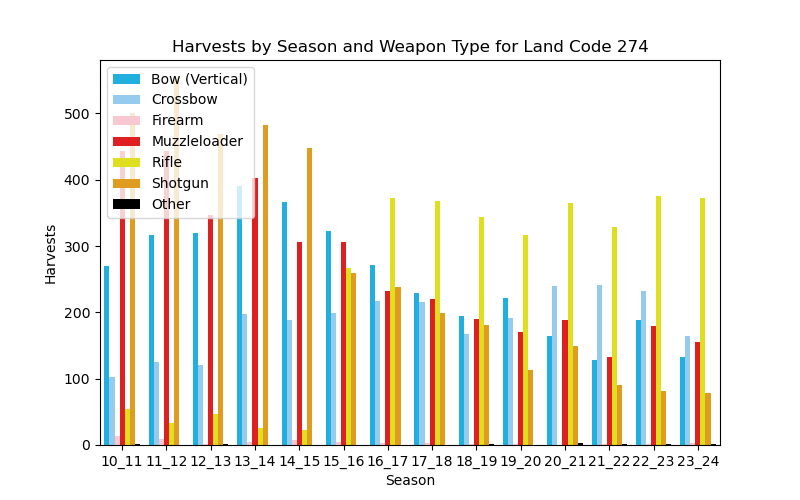 Harvests by Season and Weapon Type for Land Code 274
Bow (Vertical)
Crossbow
Firearm
Muzzleloader
Rifle
Shotgun
Other
500
400
300
200
100
0
Harvests
10_11 11_12 12_13 13_14 14_15 15_16 16_17 17_18 18_19 19_20 20_21 21_22 22_23 23_24
Season